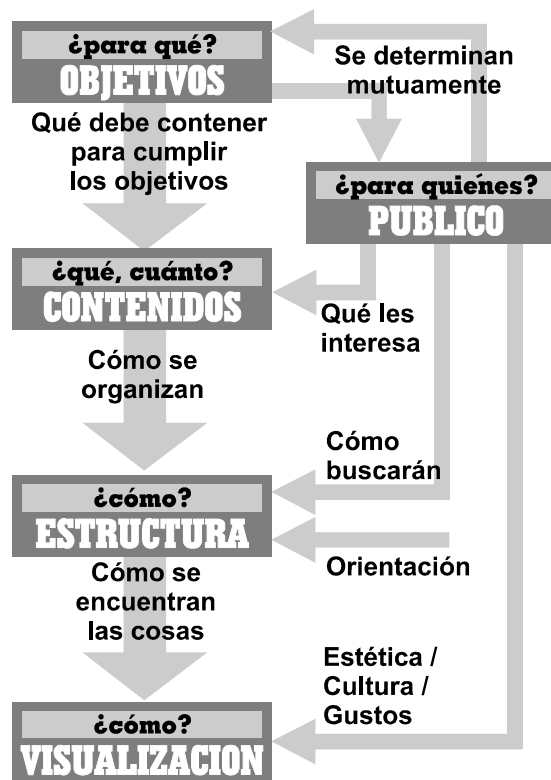 ¿para qué?
OBJETIVOS
Se determinan
mutuamente
Qué debe contener
para cumplir
los objetivos
¿para quiénes?
PUBLICO
¿qué, cuánto?
CONTENIDOS
Qué les
interesa
Cómo se
organizan
Cómo
buscarán
¿cómo?
ESTRUCTURA
Orientación
Cómo se
encuentran
las cosas
Estética /
Cultura /
Gustos
¿cómo?
VISUALIZACION